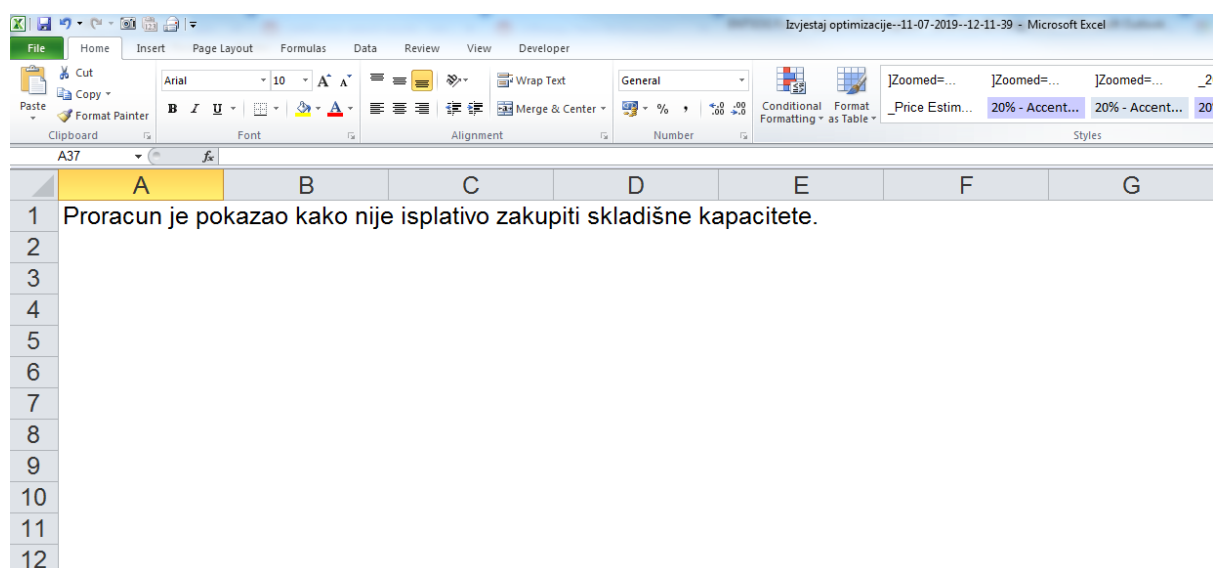 Izvjestaj optimizacije--11-07-2019--12-11-39 - Microsoft Excel
File Home Insert Page Layout Formulas Data Review View Developer
Cut
Copy
Format Painter
Paste
Clipboard
Arial 10 A A
B I U A
Font
Wrap Text
Merge & Center
Alignment
General
% ,
Number
Conditional Formatting
Format as Table
]Zoomed=... ]Zoomed=... ]Zoomed=... _2
_Price Estim... 20% - Accent... 20% - Accent... 20
Styles
A37 fx
A B C D E F G
1 Proracun je pokazao kako nije isplativo zakupiti skladišne kapacitete.
2
3
4
5
6
7
8
9
10
11
12